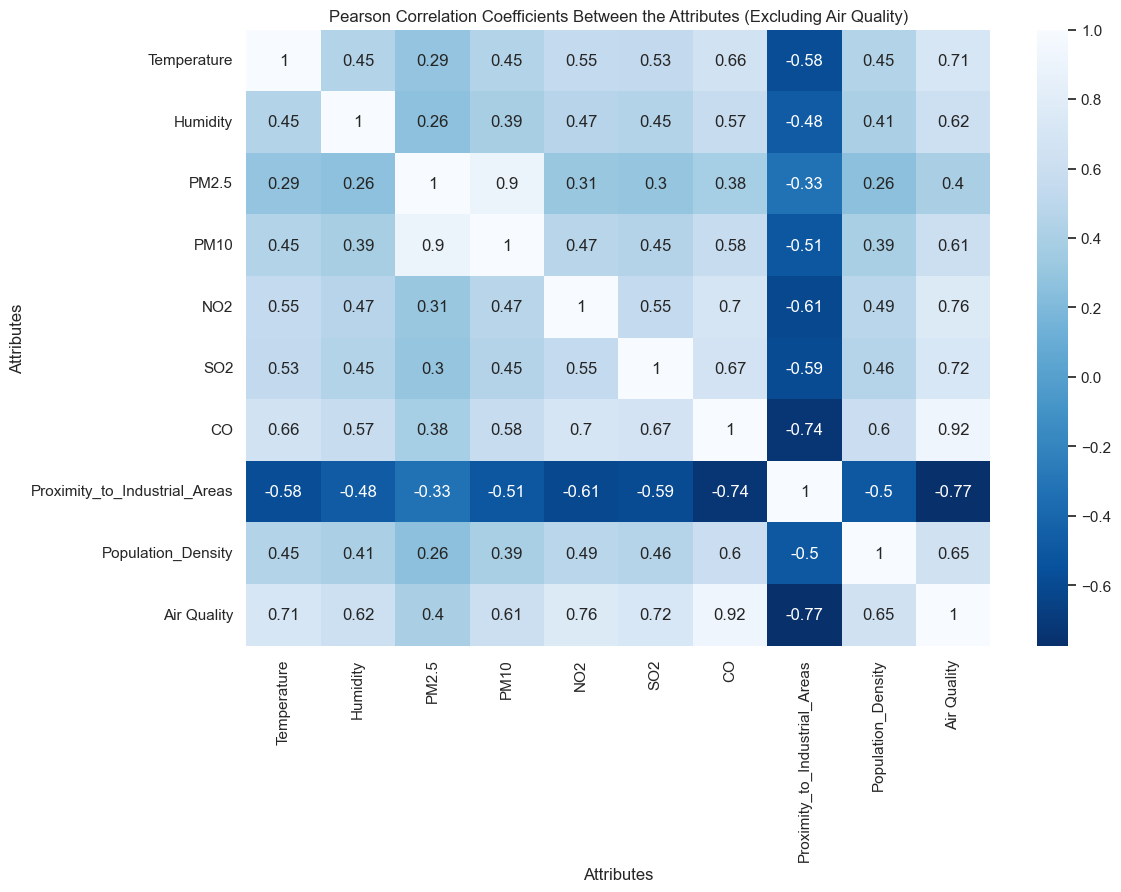 Pearson Correlation Coefficients Between the Attributes (Excluding Air Quality)
Temperature 1 0.45 0.29 0.45 0.55 0.53 0.66 -0.58 0.45 0.71
Humidity 0.45 1 0.26 0.39 0.47 0.45 0.57 -0.48 0.41 0.62
PM2.5 0.29 0.26 1 0.9 0.31 0.3 0.38 -0.33 0.26 0.4
PM10 0.45 0.39 0.9 1 0.47 0.45 0.58 -0.51 0.39 0.61
NO2 0.55 0.47 0.31 0.47 1 0.55 0.7 -0.61 0.49 0.76
SO2 0.53 0.45 0.3 0.45 0.55 1 0.67 -0.59 0.46 0.72
CO 0.66 0.57 0.38 0.58 0.7 0.67 1 -0.74 0.6 0.92
Proximity_to_Industrial_Areas -0.58 -0.48 -0.33 -0.51 -0.61 -0.59 -0.74 1 -0.5 -0.77
Population_Density 0.45 0.41 0.26 0.39 0.49 0.46 0.6 -0.5 1 0.65
Air Quality 0.71 0.62 0.4 0.61 0.76 0.72 0.92 -0.77 0.65 1
Attributes
Temperature
Humidity
PM2.5
PM10
NO2
SO2
CO
Proximity_to_Industrial_Areas
Population_Density
Air Quality
Attributes
1.0
0.8
0.6
0.4
0.2
0.0
−0.2
−0.4
−0.6